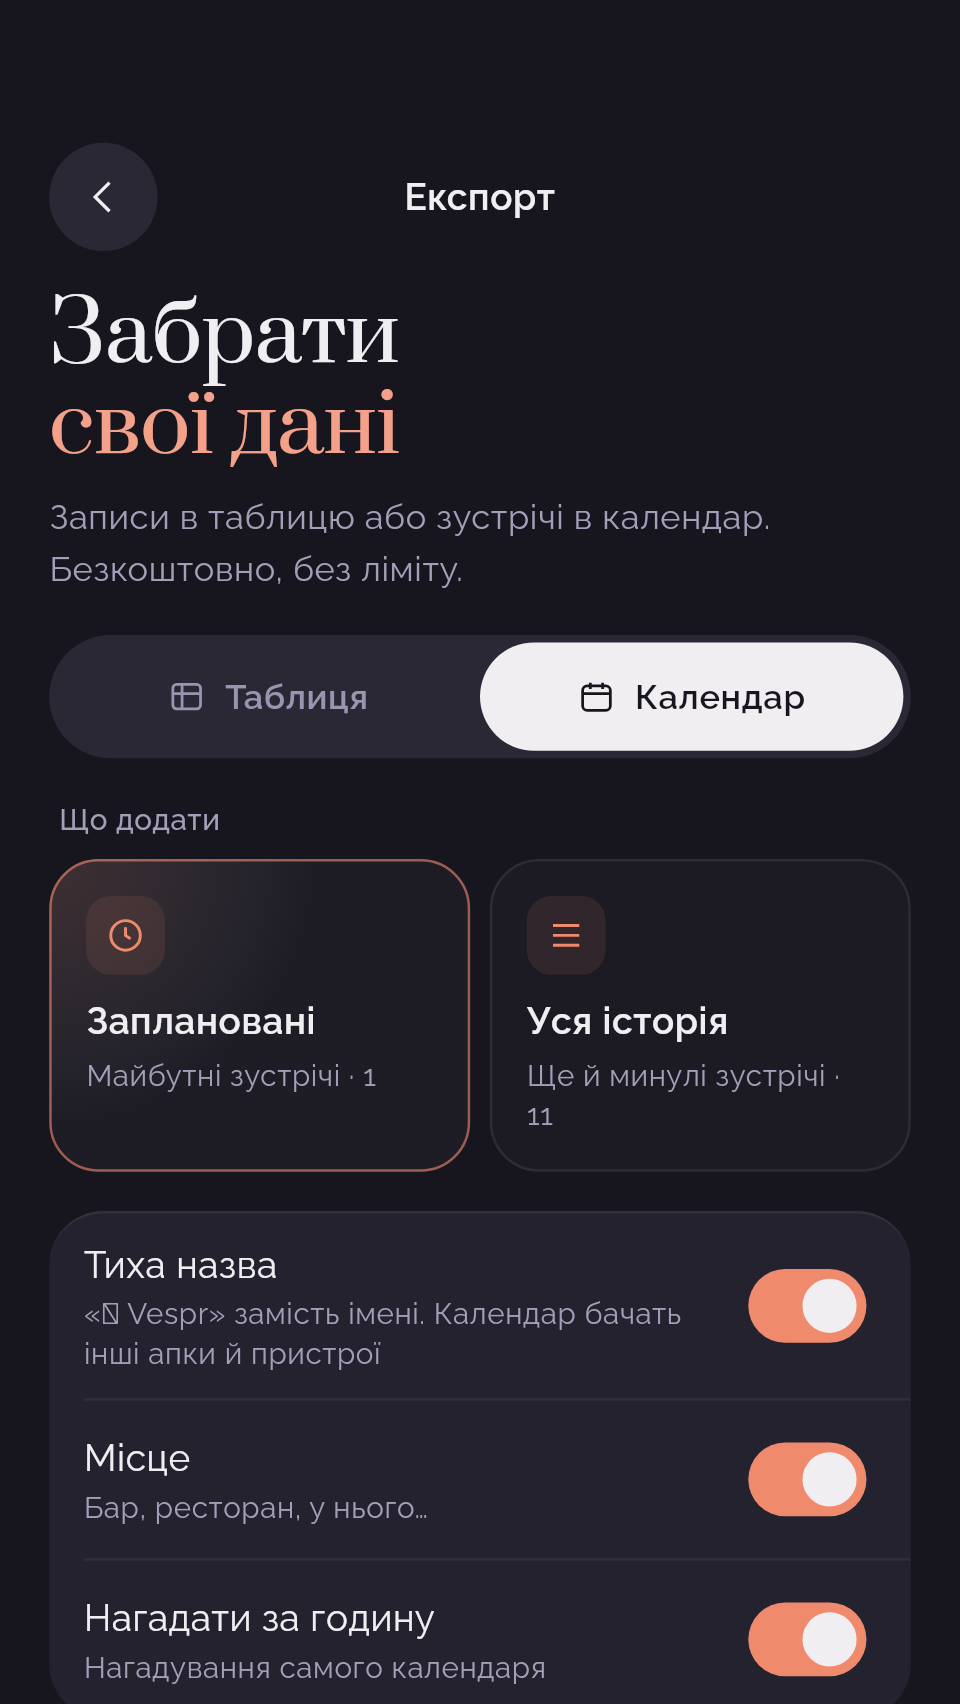 Експорт
Забрати
свої дані
Записи в таблицю або зустрічі в календар.
Безкоштовно, без ліміту.
Таблиця
Календар
Що додати
Заплановані
Майбутні зустрічі · 1
Уся історія
Ще й минулі зустрічі ·
11
Тиха назва
«Vespr» замість імені. Календар бачать
інші апки й пристрої
Місце
Бар, ресторан, у нього…
Нагадати за годину
Нагадування самого календаря